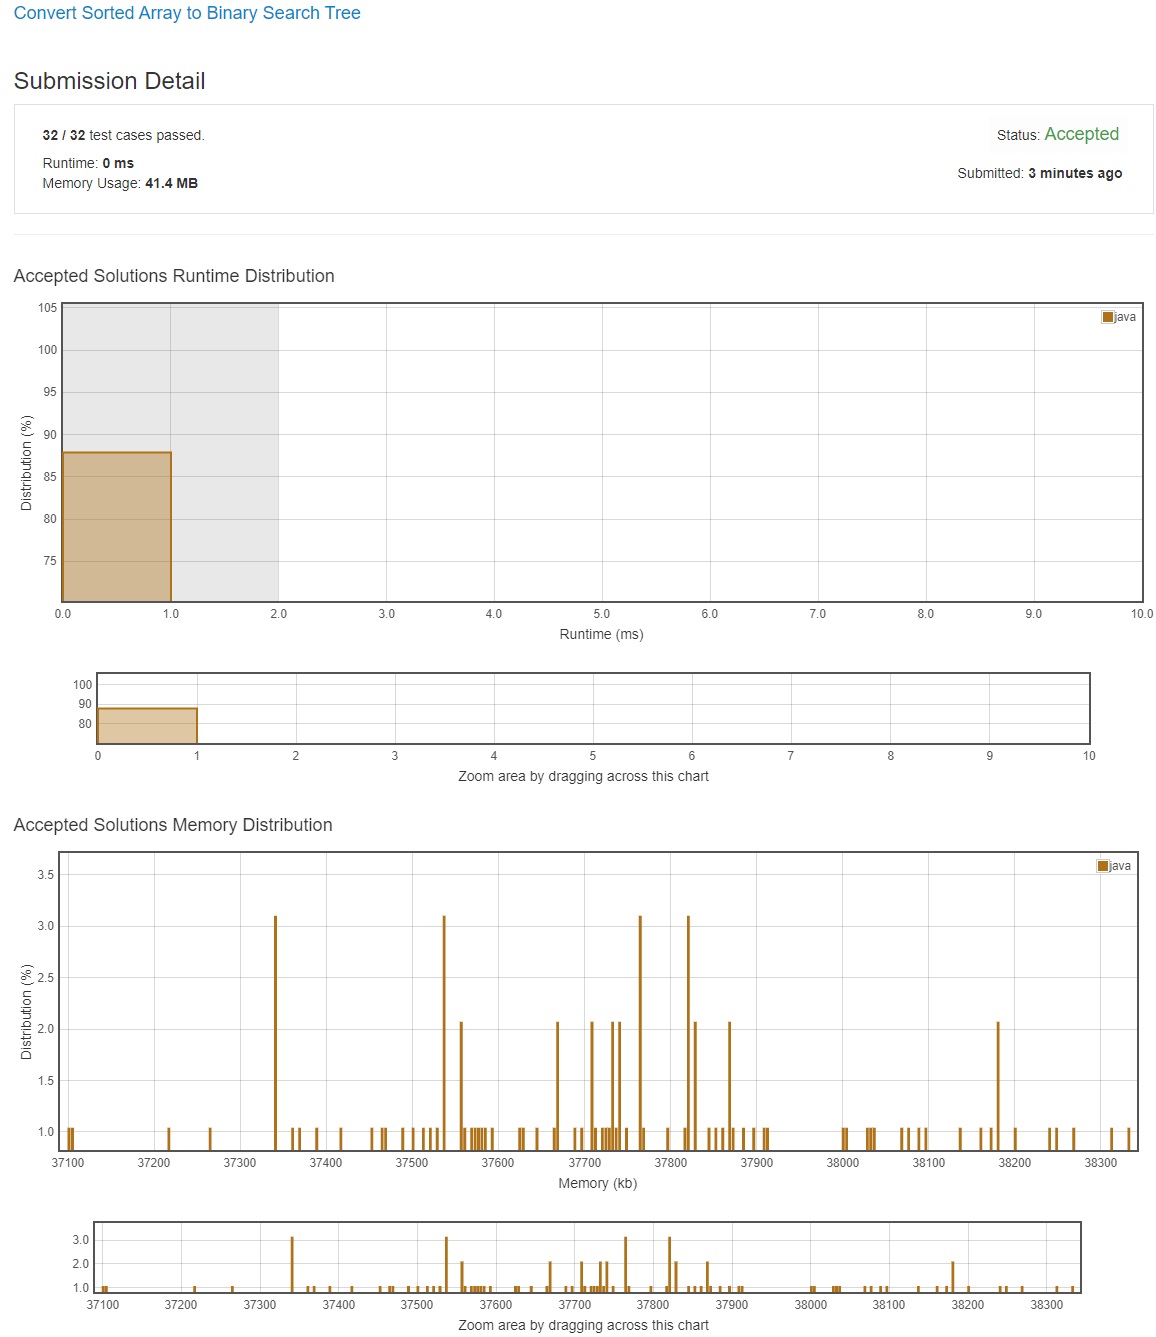 Convert Sorted Array to Binary Search Tree
Submission Detail
32 / 32 test cases passed.
Status: Accepted
Runtime: 0 ms
Memory Usage: 41.4 MB
Submitted: 3 minutes ago
Accepted Solutions Runtime Distribution
105
100
95
90
85
80
75
Distribution (%)
java
0.0 1.0 2.0 3.0 4.0 5.0 6.0 7.0 8.0 9.0 10.0
Runtime (ms)
100
90
80
0 1 2 3 4 5 6 7 8 9 10
Zoom area by dragging across this chart
Accepted Solutions Memory Distribution
3.5
3.0
2.5
2.0
1.5
1.0
Distribution (%)
java
37100 37200 37300 37400 37500 37600 37700 37800 37900 38000 38100 38200 38300
Memory (kb)
3.0
2.0
1.0
37100 37200 37300 37400 37500 37600 37700 37800 37900 38000 38100 38200 38300
Zoom area by dragging across this chart